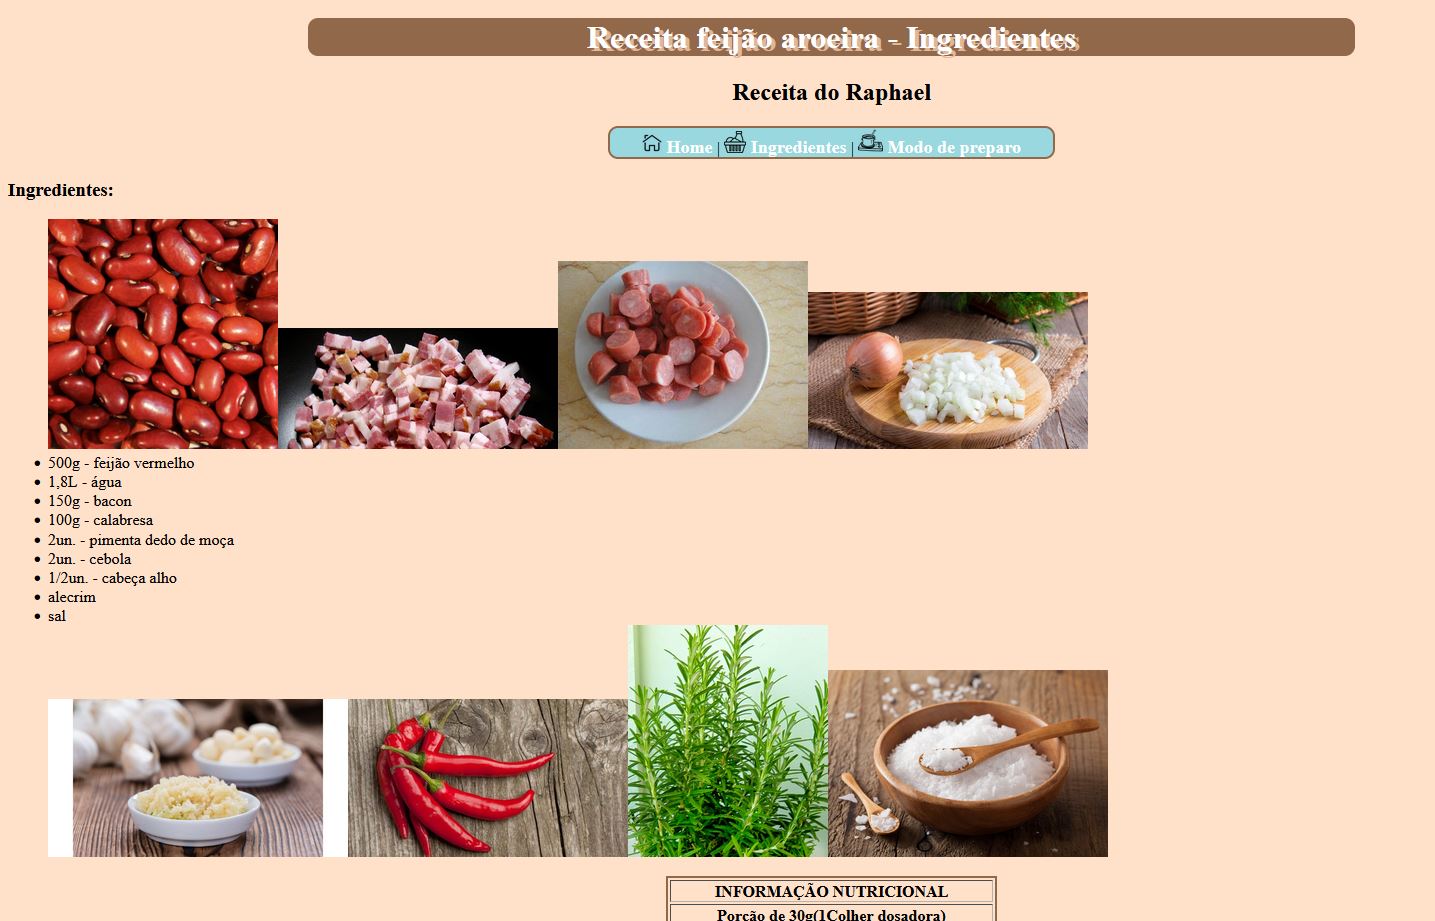 Receita feijão aroeira - Ingredientes
Receita do Raphael
Home | Ingredientes | Modo de preparo
Ingredientes:
500g - feijão vermelho
1,8L - água
150g - bacon
100g - calabresa
2un. - pimenta dedo de moça
2un. - cebola
1/2un. - cabeça alho
alecrim
sal
INFORMAÇÃO NUTRICIONAL
Porção de 30g(1Colher dosadora)